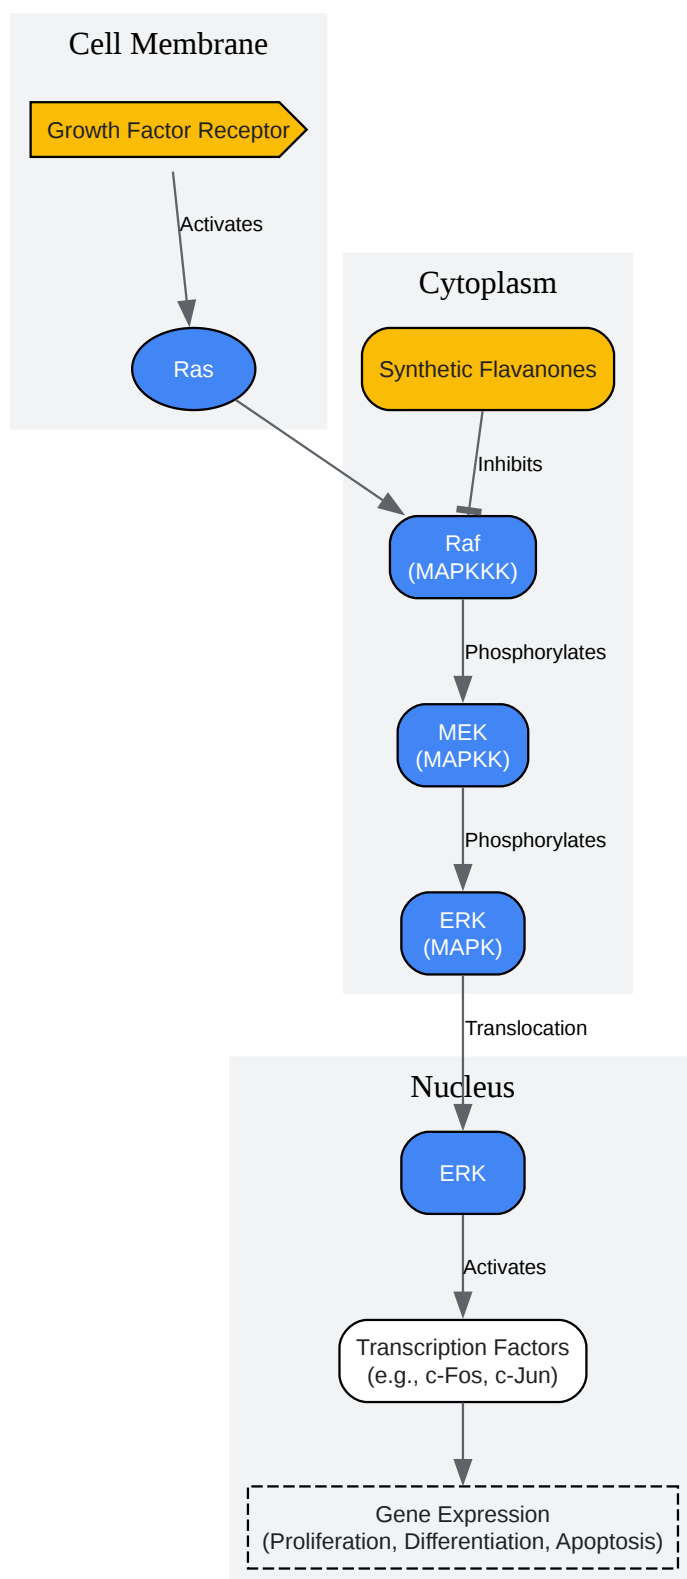 Cell Membrane
Growth Factor Receptor
Activates
Ras
Cytoplasm
Synthetic Flavanones
Inhibits
Raf
(MAPKKK)
Phosphorylates
MEK
(MAPKK)
Phosphorylates
ERK
(MAPK)
Translocation
Nucleus
ERK
Activates
Transcription Factors
(e.g., c-Fos, c-Jun)
Gene Expression
(Proliferation, Differentiation, Apoptosis)